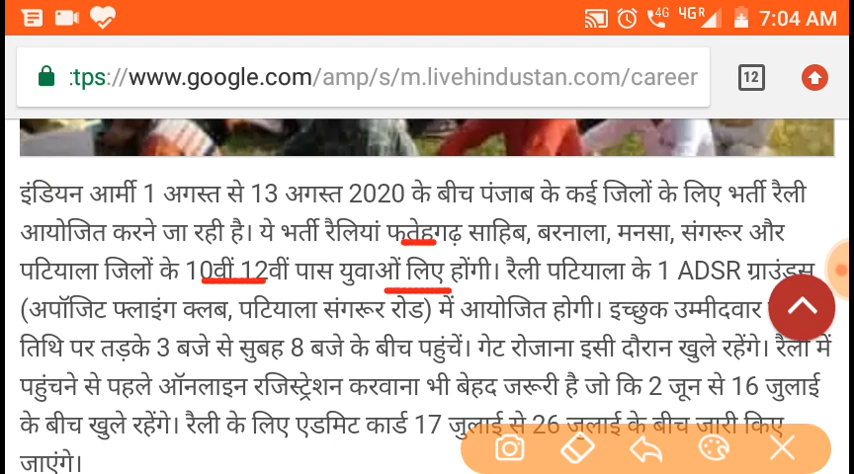 4G 4GR 7:04 AM
:tps://www.google.com/amp/s/m.livehindustan.com/career 12
इंडियन आर्मी 1 अगस्त से 13 अगस्त 2020 के बीच पंजाब के कई जिलों के लिए भर्ती रैली
आयोजित करने जा रही है। ये भर्ती रैलियां फतेहगढ़ साहिब, बरनाला, मनसा, संगरूर और
पटियाला जिलों के 10वीं 12वीं पास युवाओं लिए होंगी। रैली पटियाला के 1 ADSR ग्राउंड्स
(अपॉजिट फ्लाइंग क्लब, पटियाला संगरूर रोड) में आयोजित होगी। इच्छुक उम्मीदवार
तिथि पर तड़के 3 बजे से सुबह 8 बजे के बीच पहुंचें। गेट रोजाना इसी दौरान खुले रहेंगे। रैली में
पहुंचने से पहले ऑनलाइन रजिस्ट्रेशन करवाना भी बेहद जरूरी है जो कि 2 जून से 16 जुलाई
के बीच खुले रहेंगे। रैली के लिए एडमिट कार्ड 17 जुलाई से 26 जुलाई के बीच जारी किए
जाएंगे।